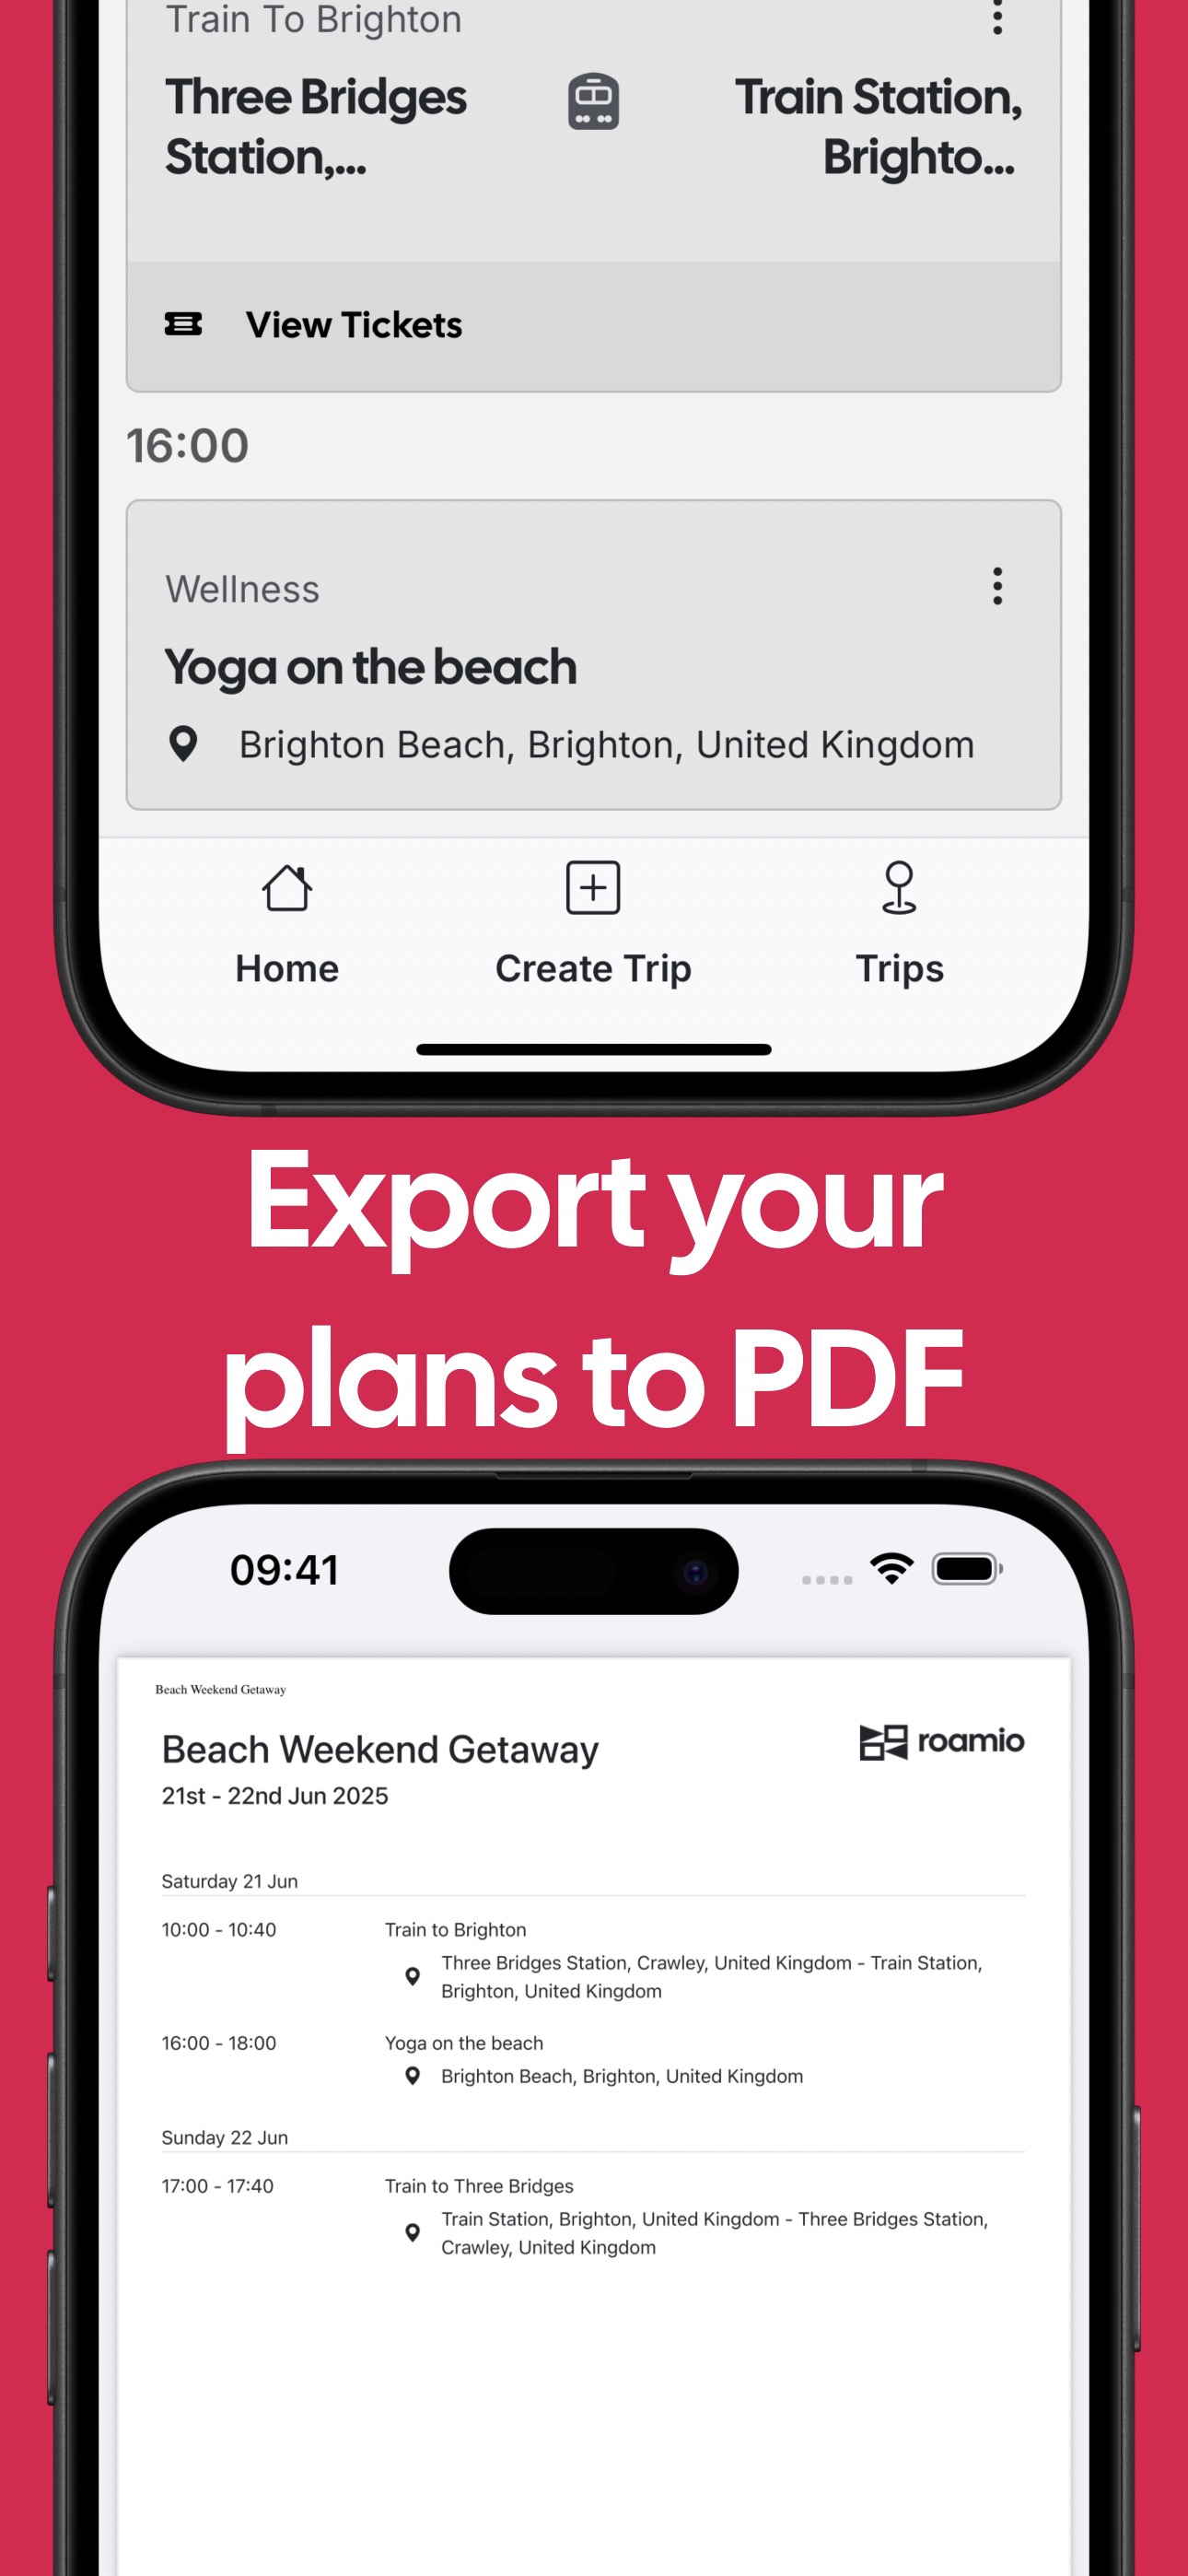 Train To Brighton
Three Bridges
Station,...
Train Station,
Brighto...
View Tickets
16:00
Wellness
Yoga on the beach
Brighton Beach, Brighton, United Kingdom
Home
Create Trip
Trips
Export your
plans to PDF
09:41
Beach Weekend Getaway
Beach Weekend Getaway
roamio
21st - 22nd Jun 2025
Saturday 21 Jun
10:00 - 10:40
Train to Brighton
Three Bridges Station, Crawley, United Kingdom - Train Station,
Brighton, United Kingdom
16:00 - 18:00
Yoga on the beach
Brighton Beach, Brighton, United Kingdom
Sunday 22 Jun
17:00 - 17:40
Train to Three Bridges
Train Station, Brighton, United Kingdom - Three Bridges Station,
Crawley, United Kingdom